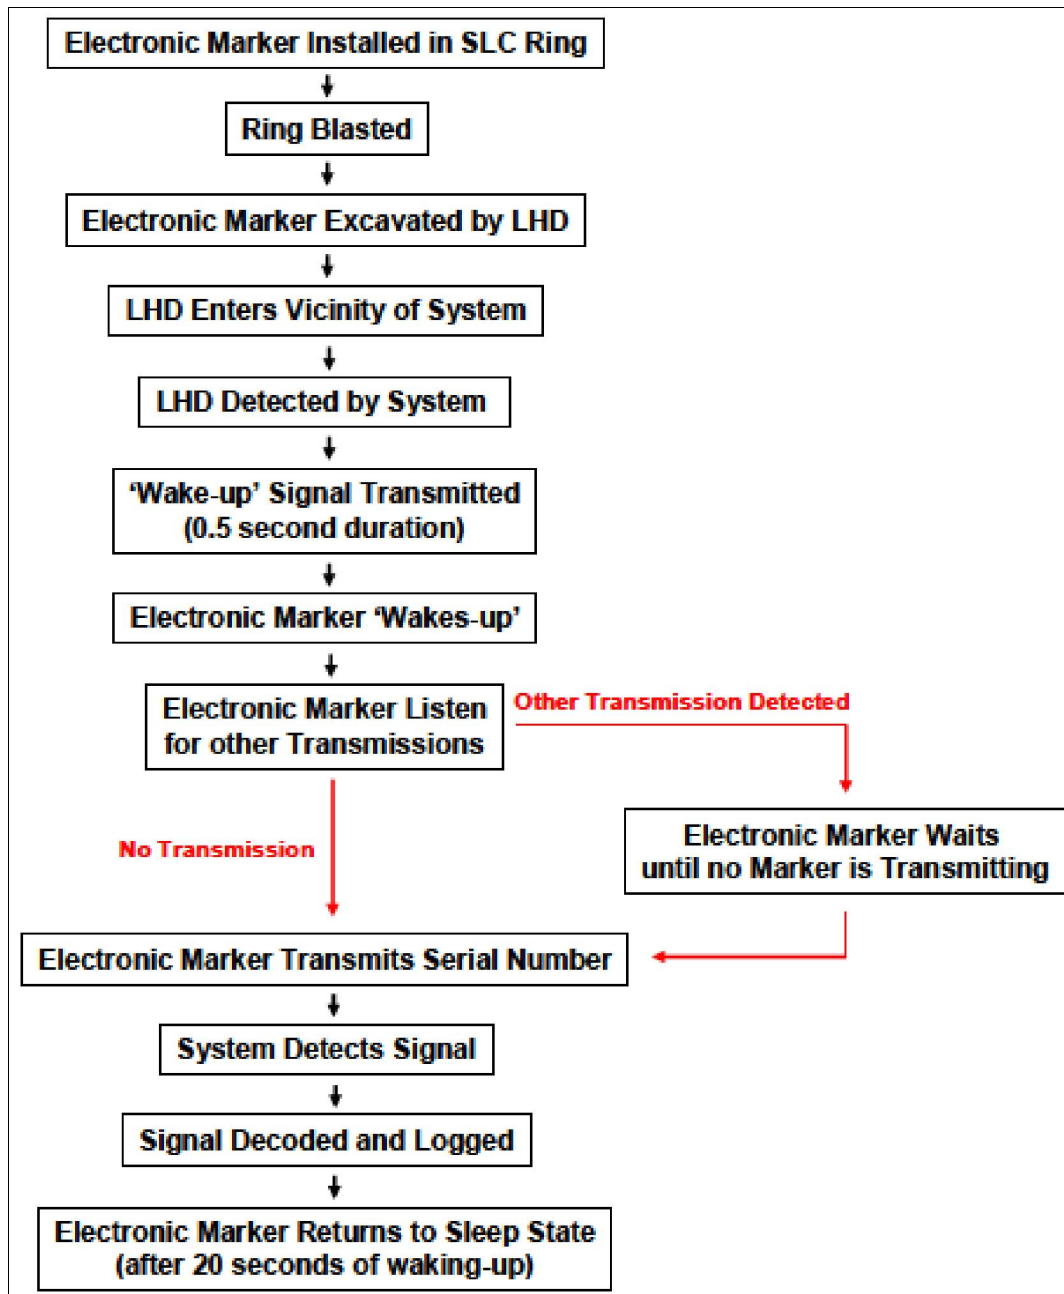 Electronic Marker Installed in SLC Ring
Ring Blasted
Electronic Marker Excavated by LHD
LHD Enters Vicinity of System
LHD Detected by System
‘Wake-up’ Signal Transmitted
(0.5 second duration)
Electronic Marker ‘Wakes-up’
Electronic Marker Listen
for other Transmissions
Other Transmission Detected
No Transmission
Electronic Marker Waits
until no Marker is Transmitting
Electronic Marker Transmits Serial Number
System Detects Signal
Signal Decoded and Logged
Electronic Marker Returns to Sleep State
(after 20 seconds of waking-up)